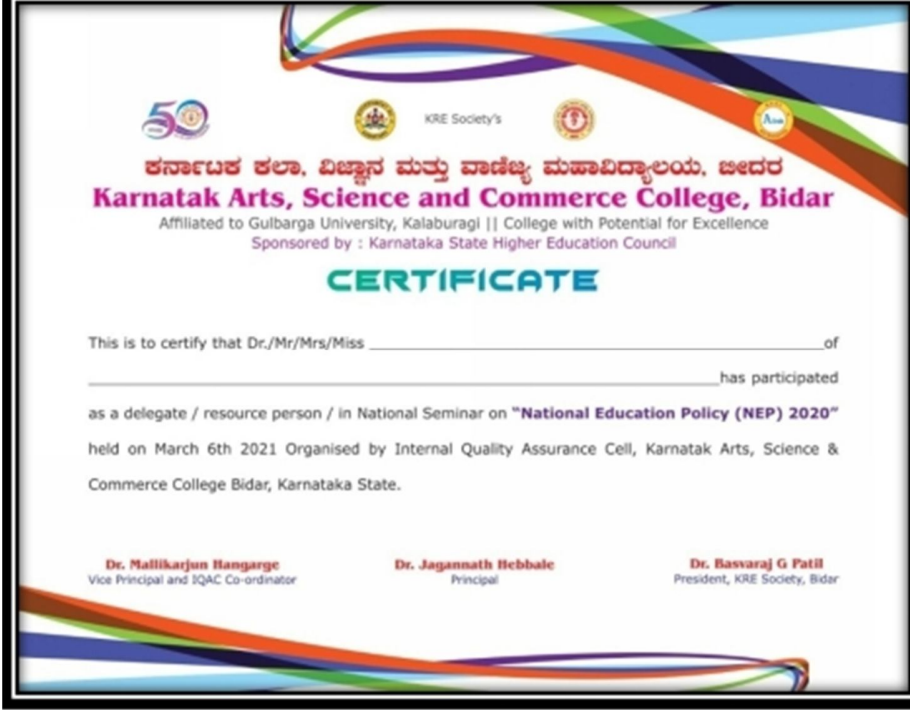 50
KRE Society's
ಕರ್ನಾಟಕ ಕಲಾ, ವಿಜ್ಞಾನ ಮತ್ತು ವಾಣಿಜ್ಯ ಮಹಾವಿದ್ಯಾಲಯ, ಬೀದರ
Karnatak Arts, Science and Commerce College, Bidar
Affiliated to Gulbarga University, Kalaburagi || College with Potential for Excellence
Sponsored by : Karnataka State Higher Education Council
CERTIFICATE
This is to certify that Dr./Mr/Mrs/Miss of
has participated
as a delegate / resource person / in National Seminar on "National Education Policy (NEP) 2020"
held on March 6th 2021 Organised by Internal Quality Assurance Cell, Karnatak Arts, Science &
Commerce College Bidar, Karnataka State.
Dr. Mallikarjun Hangarge Dr. Jagannath Hebbale Dr. Basvaraj G Patil
Vice Principal and IQAC Co-ordinator Principal President, KRE Society, Bidar